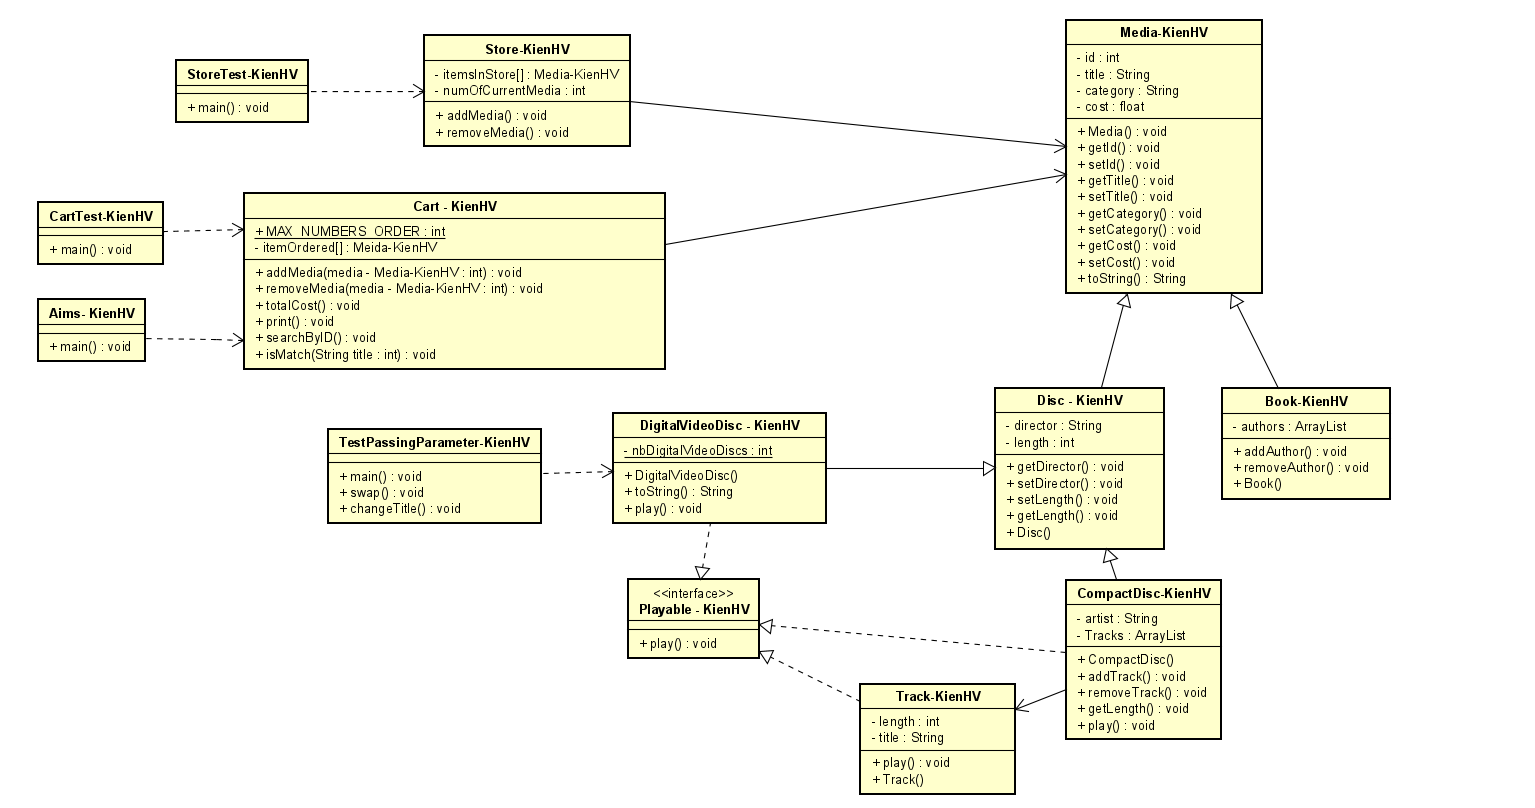 StoreTest-KienHV
+ main() : void
Store-KienHV
- itemsInStore[] : Media-KienHV
- numOfCurrentMedia : int
+ addMedia() : void
+ removeMedia() : void
Media-KienHV
- id : int
- title : String
- category : String
- cost : float
+ Media() : void
+ getId() : void
+ setId() : void
+ getTitle() : void
+ setTitle() : void
+ getCategory() : void
+ setCategory() : void
+ getCost() : void
+ setCost() : void
+ toString() : String
CartTest-KienHV
+ main() : void
Cart - KienHV
+ MAX_NUMBERS_ORDER : int
- itemOrdered[] : Meida-KienHV
+ addMedia(media - Media-KienHV : int) : void
+ removeMedia(media - Media-KienHV : int) : void
+ totalCost() : void
+ print() : void
+ searchByID() : void
+ isMatch(String title : int) : void
Aims- KienHV
+ main() : void
Disc - KienHV
- director : String
- length : int
+ getDirector() : void
+ setDirector() : void
+ setLength() : void
+ getLength() : void
+ Disc()
Book-KienHV
- authors : ArrayList
+ addAuthor() : void
+ removeAuthor() : void
+ Book()
TestPassingParameter-KienHV
+ main() : void
+ swap() : void
+ changeTitle() : void
DigitalVideoDisc - KienHV
- nbDigitalVideoDiscs : int
+ DigitalVideoDisc()
+ toString() : String
+ play() : void
<<interface>>
Playable - KienHV
+ play() : void
CompactDisc-KienHV
- artist : String
- Tracks : ArrayList
+ CompactDisc()
+ addTrack() : void
+ removeTrack() : void
+ getLength() : void
+ play() : void
Track-KienHV
- length : int
- title : String
+ play() : void
+ Track()